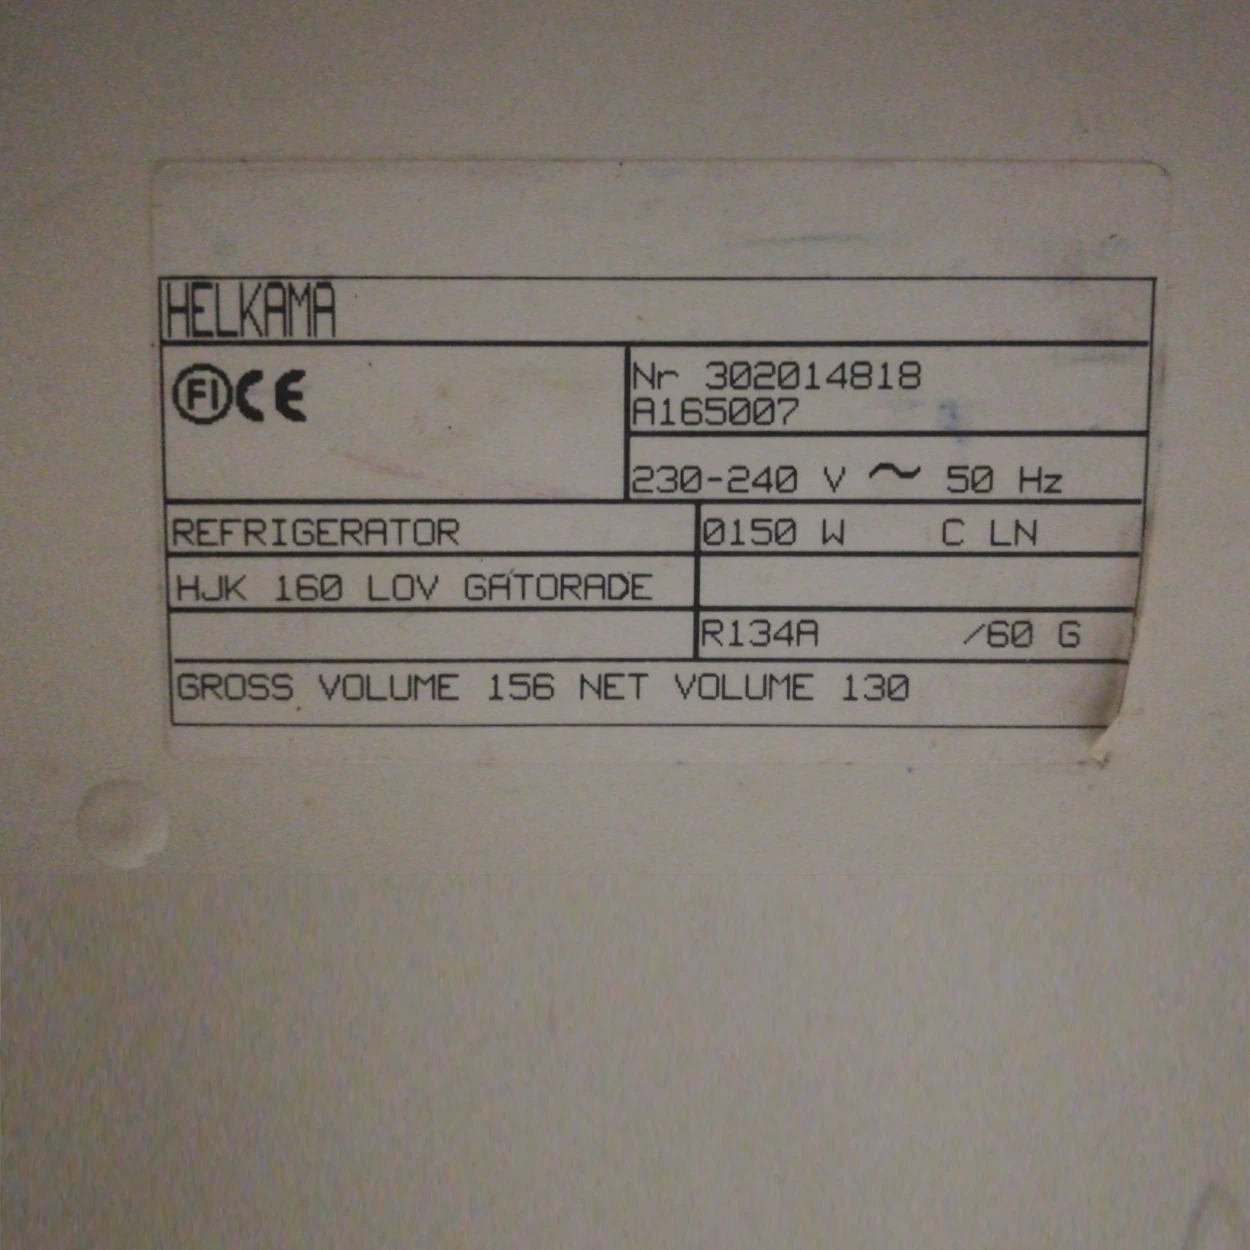 HELKAMA
FI CE
Nr 302014818
A165007
230-240 V ~ 50 Hz
REFRIGERATOR
0150 W C LN
HJK 160 LOV GATORADE
R134A /60 G
GROSS VOLUME 156 NET VOLUME 130